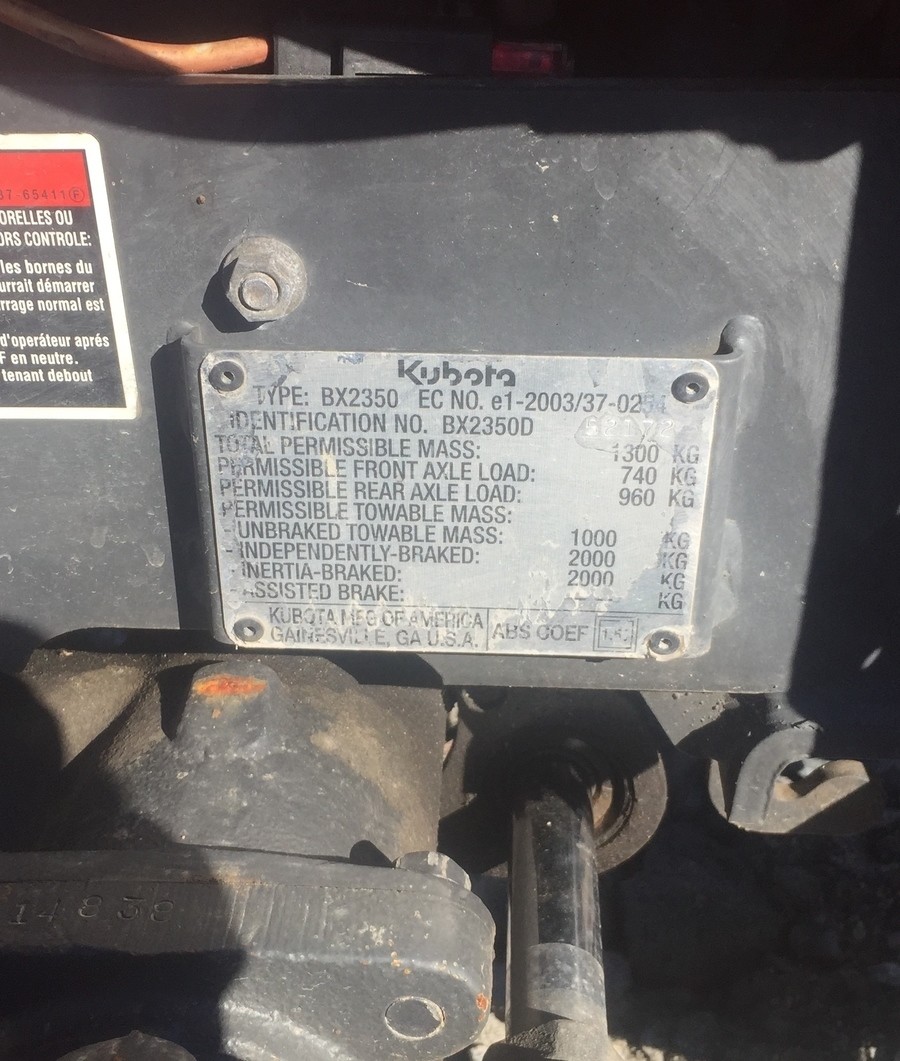 65411®
ORELLES OU
ORS CONTROLE:
les bornes du
urrait démarrer
rrage normal est
d'opérateur aprés
F en neutre.
tenant debout
Kubota
TYPE: BX2350 EC NO. e1-2003/37-0254
IDENTIFICATION NO. BX2350D
TOTAL PERMISSIBLE MASS: 1300 KG
PERMISSIBLE FRONT AXLE LOAD: 740 KG
PERMISSIBLE REAR AXLE LOAD: 960 KG
PERMISSIBLE TOWABLE MASS:
-UNBRAKED TOWABLE MASS: 1000 KG
-INDEPENDENTLY-BRAKED: 2000 KG
-INERTIA-BRAKED: 2000 KG
-ASSISTED BRAKE: KG
KUBOTA MFG OF AMERICA
GAINESVILLE, GA U.S.A.
ABS COEF
14838